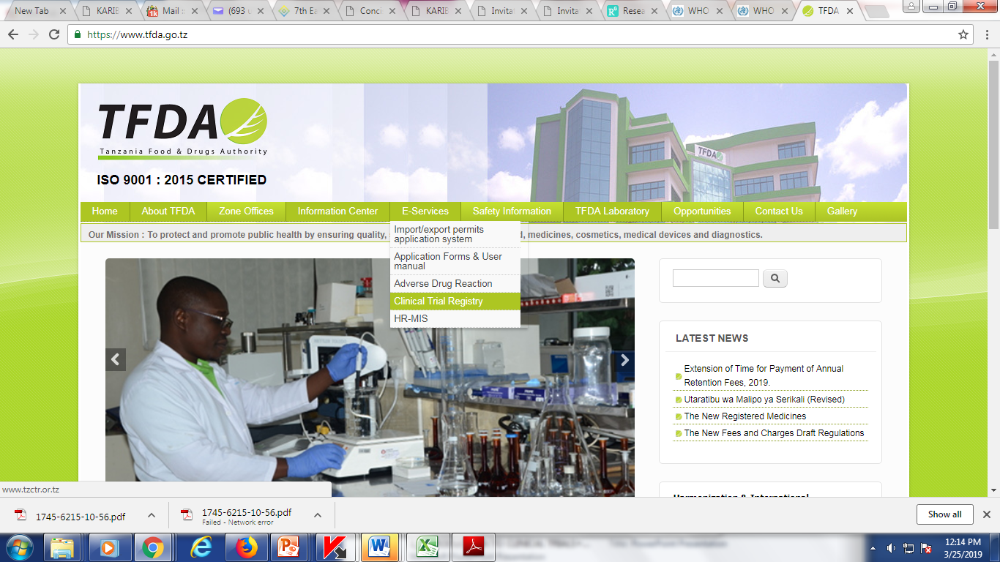 New Tab
KARIB
Mail :
(693 u
7th Ea
Conci
KARIB
Invitat
Invita
Resea
WHO
WHO
TFDA
https://www.tfda.go.tz
TFDA
TFDA
Tanzania Food & Drugs Authority
ISO 9001 : 2015 CERTIFIED
Home About TFDA Zone Offices Information Center E-Services Safety Information TFDA Laboratory Opportunities Contact Us Gallery
Our Mission : To protect and promote public health by ensuring quality, d, medicines, cosmetics, medical devices and diagnostics.
Import/export permits
application system
Application Forms & User
manual
Adverse Drug Reaction
Clinical Trial Registry
HR-MIS
LATEST NEWS
Extension of Time for Payment of Annual
Retention Fees, 2019.
Utaratibu wa Malipo ya Serikali (Revised)
The New Registered Medicines
The New Fees and Charges Draft Regulations
Harmonization & International
www.tzctr.or.tz
1745-6215-10-56.pdf
1745-6215-10-56.pdf
Failed - Network error
Show all
12:14 PM
3/25/2019